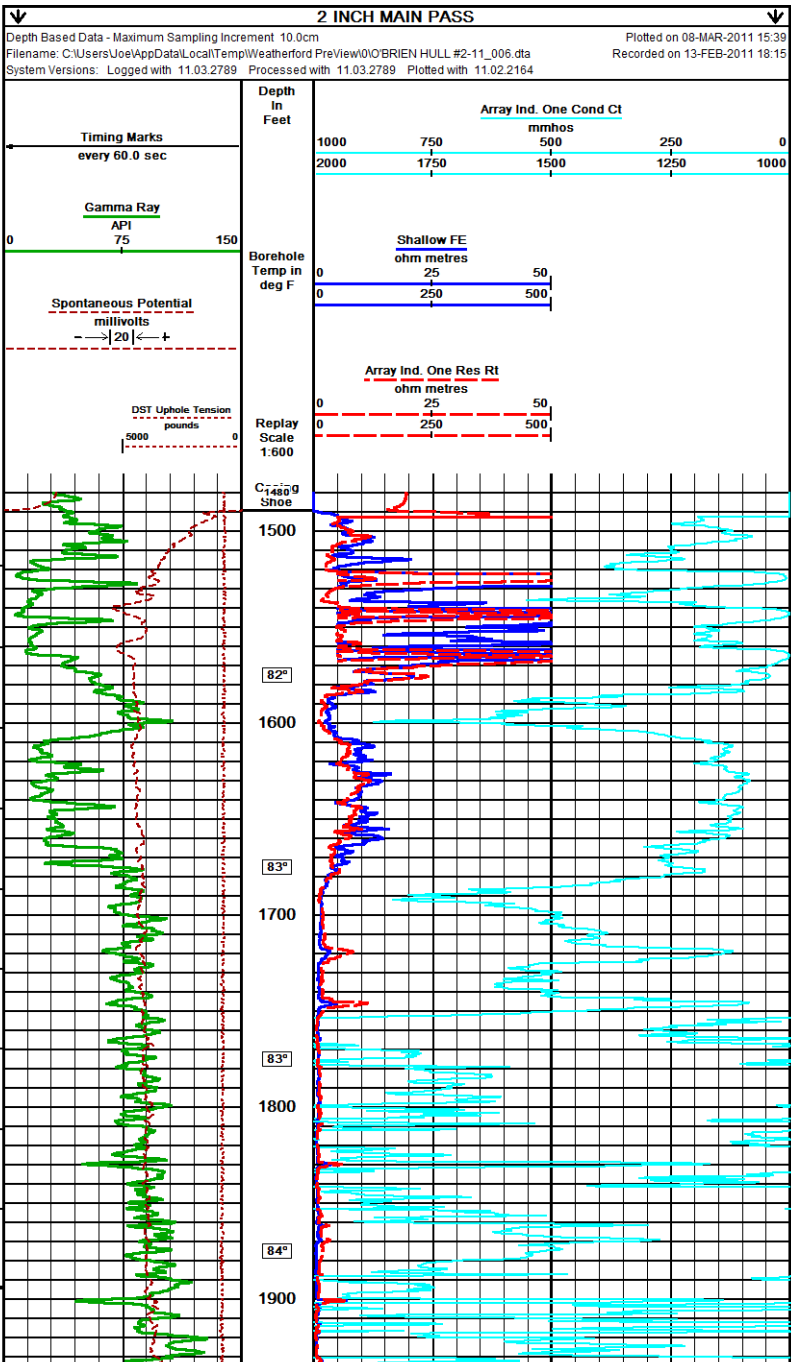 2 INCH MAIN PASS
Depth Based Data - Maximum Sampling Increment 10.0cm
Plotted on 08-MAR-2011 15:39
Filename: C:\Users\Joe\AppData\Local\Temp\Weatherford PreView\0\O'BRIEN HULL #2-11_006.dta
Recorded on 13-FEB-2011 18:15
System Versions: Logged with 11.03.2789 Processed with 11.03.2789 Plotted with 11.02.2164
Timing Marks
every 60.0 sec
Gamma Ray
API
0 75 150
Spontaneous Potential
millivolts
- 20 +
DST Uphole Tension
pounds
5000 0
Depth
In
Feet
Borehole
Temp in
deg F
Replay
Scale
1:600
Array Ind. One Cond Ct
mmhos
1000 750 500 250 0
2000 1750 1500 1250 1000
Shallow FE
ohm metres
0 25 50
0 250 500
Array Ind. One Res Rt
ohm metres
0 25 50
0 250 500
1480
Shoe
1500
82°
1600
83°
1700
83°
1800
84°
1900